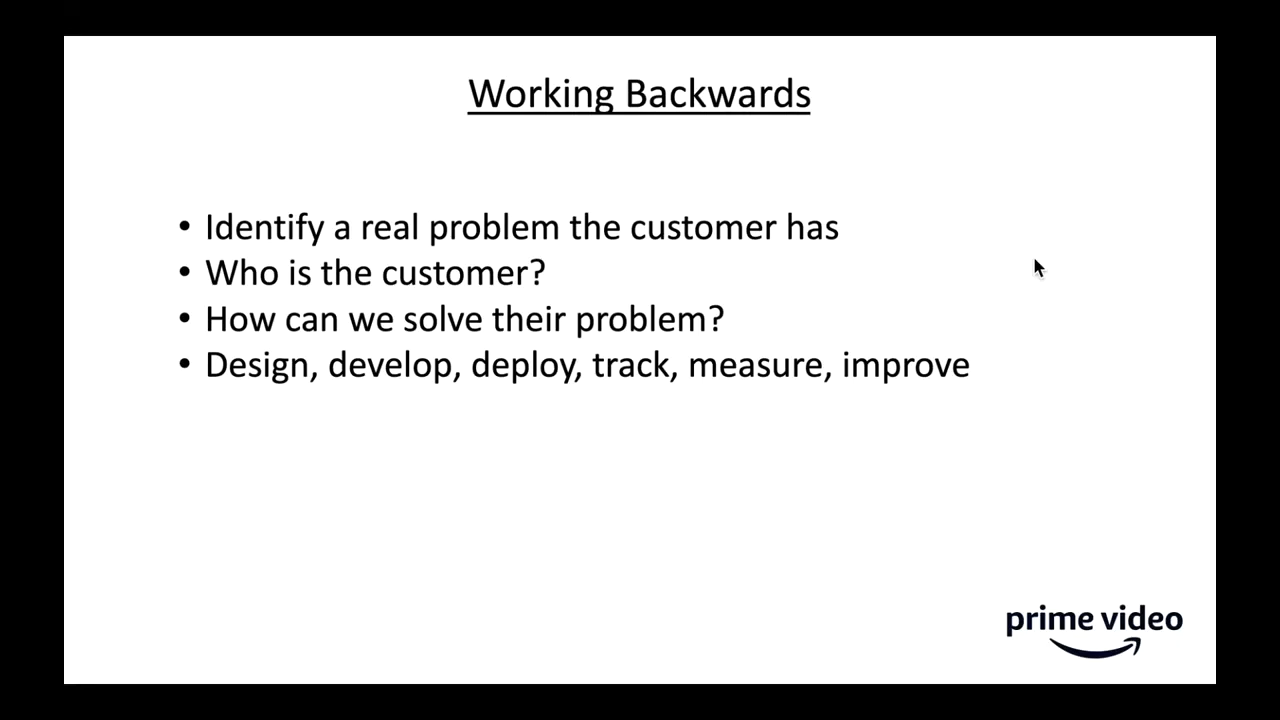 Working Backwards
• Identify a real problem the customer has
• Who is the customer?
• How can we solve their problem?
• Design, develop, deploy, track, measure, improve
prime video